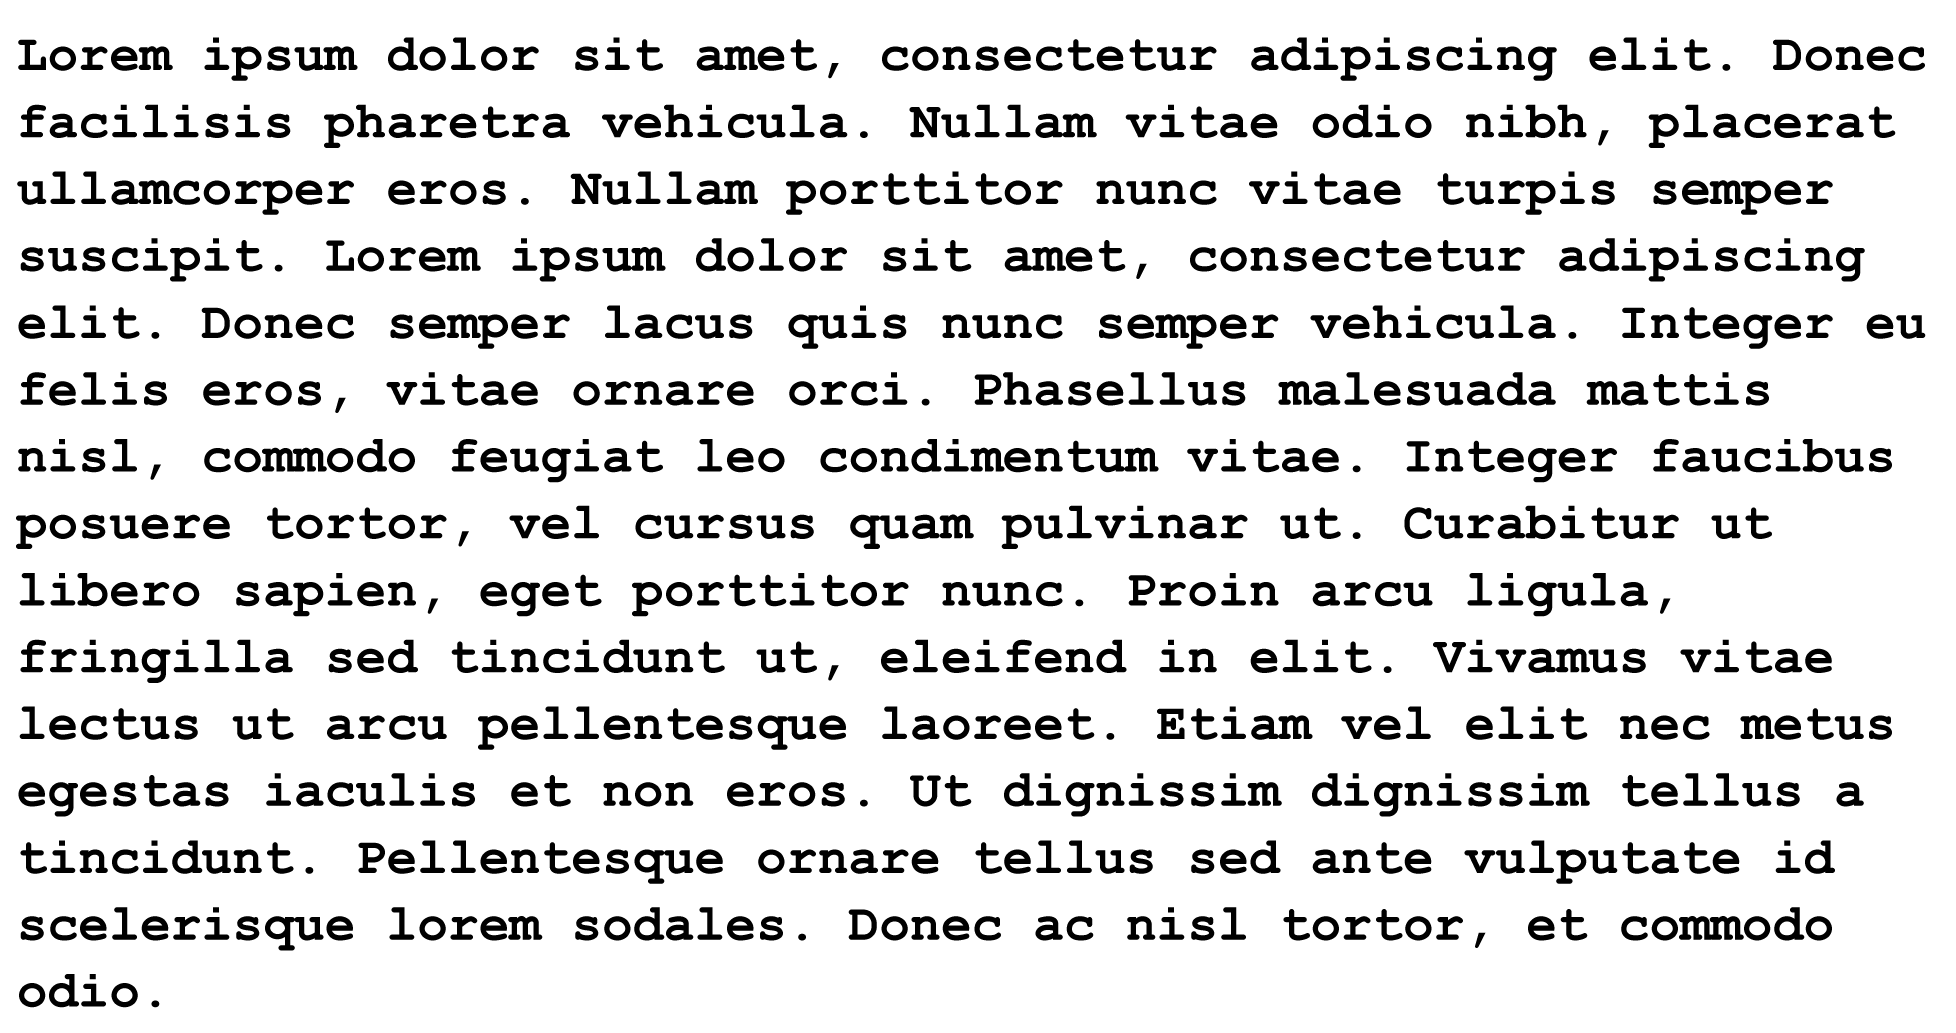 Lorem ipsum dolor sit amet, consectetur adipiscing elit. Donec
facilisis pharetra vehicula. Nullam vitae odio nibh, placerat
ullamcorper eros. Nullam porttitor nunc vitae turpis semper
suscipit. Lorem ipsum dolor sit amet, consectetur adipiscing
elit. Donec semper lacus quis nunc semper vehicula. Integer eu
felis eros, vitae ornare orci. Phasellus malesuada mattis
nisl, commodo feugiat leo condimentum vitae. Integer faucibus
posuere tortor, vel cursus quam pulvinar ut. Curabitur ut
libero sapien, eget porttitor nunc. Proin arcu ligula,
fringilla sed tincidunt ut, eleifend in elit. Vivamus vitae
lectus ut arcu pellentesque laoreet. Etiam vel elit nec metus
egestas iaculis et non eros. Ut dignissim dignissim tellus a
tincidunt. Pellentesque ornare tellus sed ante vulputate id
scelerisque lorem sodales. Donec ac nisl tortor, et commodo
odio.